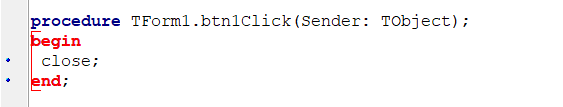 procedure TForm1.btn1Click(Sender: TObject);
begin
close;
end;